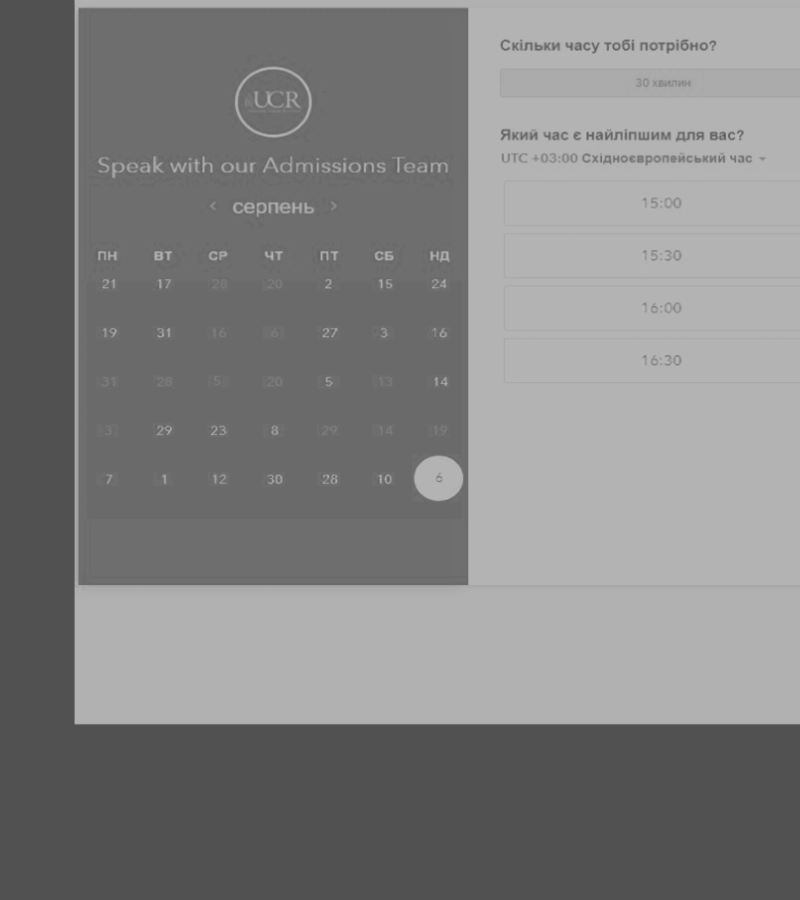 UCR
Speak with our Admissions Team
< серпень >
ПН ВТ СР ЧТ ПТ СБ НД
21 17 28 20 2 15 24
19 31 16 6 27 3 16
31 28 5 20 5 13 14
3 29 23 8 29 14 19
7 1 12 30 28 10 6
Скільки часу тобі потрібно?
30 хвилин
Який час є найліпшим для вас?
UTC +03:00 Східноєвропейський час
15:00
15:30
16:00
16:30